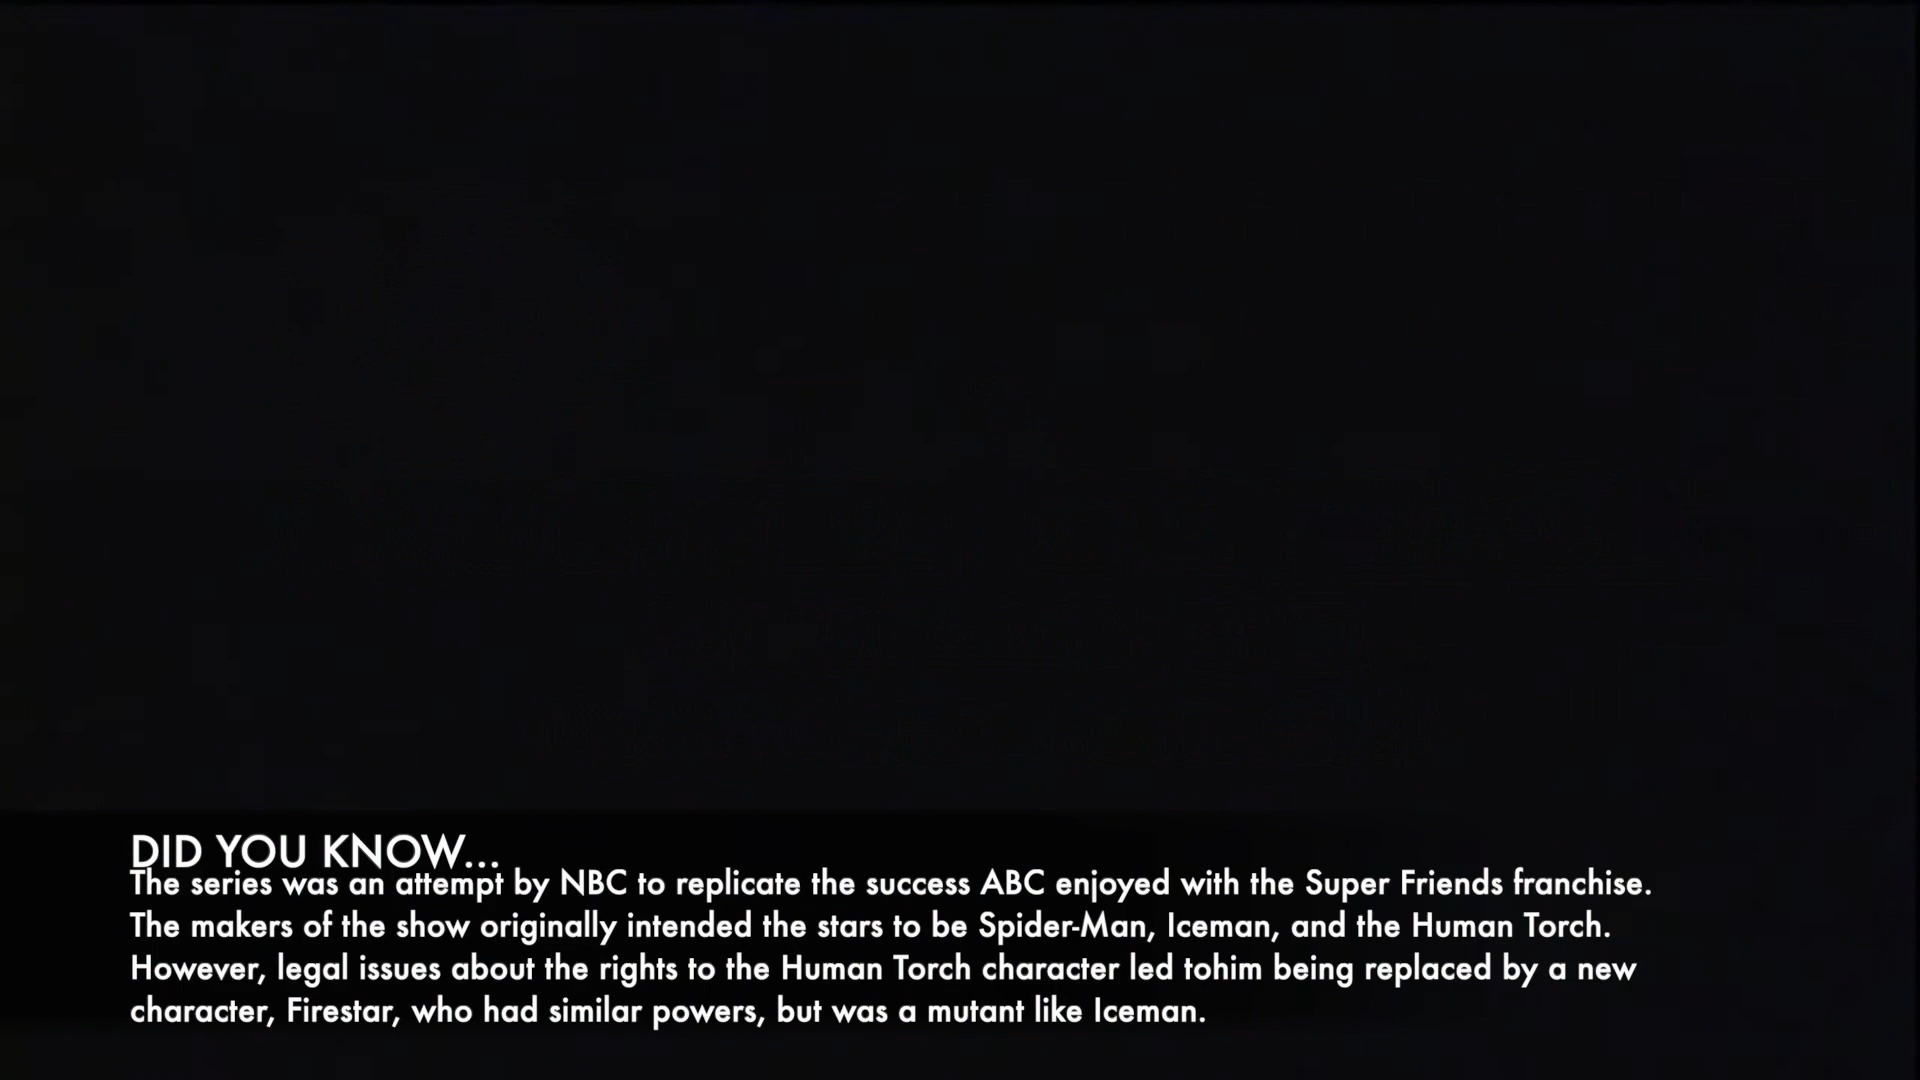 DID YOU KNOW...
The series was an attempt by NBC to replicate the success ABC enjoyed with the Super Friends franchise.
The makers of the show originally intended the stars to be Spider-Man, Iceman, and the Human Torch.
However, legal issues about the rights to the Human Torch character led tohim being replaced by a new
character, Firestar, who had similar powers, but was a mutant like Iceman.